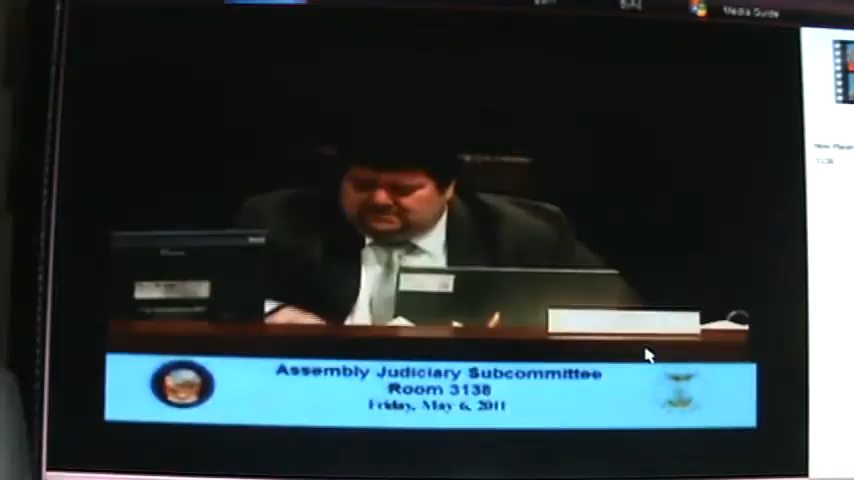 Media Guide
Assembly Judiciary Subcommittee
Room 3138
Friday, May 6, 2011